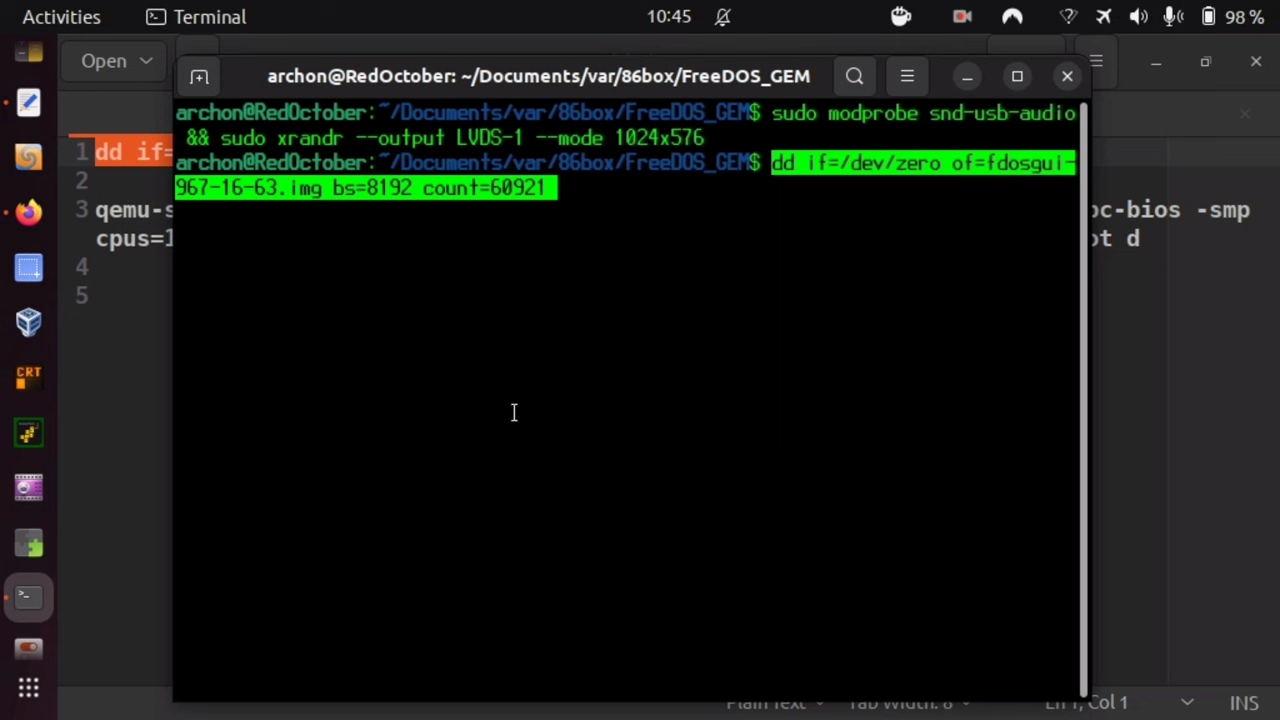 Activities Terminal 10:45 98 %
Open
archon@RedOctober: ~/Documents/var/86box/FreeDOS_GEM
archon@RedOctober:~/Documents/var/86box/FreeDOS_GEM$ sudo modprobe snd-usb-audio
&& sudo xrandr --output LVDS-1 --mode 1024x576
archon@RedOctober:~/Documents/var/86box/FreeDOS_GEM$ dd if=/dev/zero of=fdosgui-
967-16-63.img bs=8192 count=60921
1 dd if=
2
3 qemu-s pc-bios -smp
cpus=1 ot d
4
5
CRT
Plain Text Tab Width: 8 Ln 1, Col 1 INS